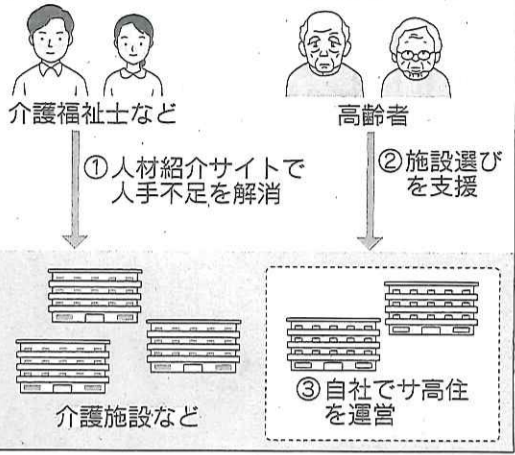 介護福祉士など
高齢者
①人材紹介サイトで
人手不足を解消
②施設選び
を支援
介護施設など
③自社でサ高住
を運営